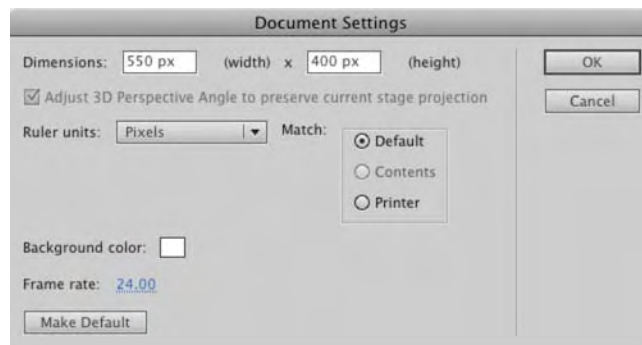 Document Settings
Dimensions: 550 px (width) x 400 px (height)
OK
Adjust 3D Perspective Angle to preserve current stage projection
Cancel
Ruler units: Pixels Match:
Default
Contents
Printer
Background color:
Frame rate: 24.00
Make Default